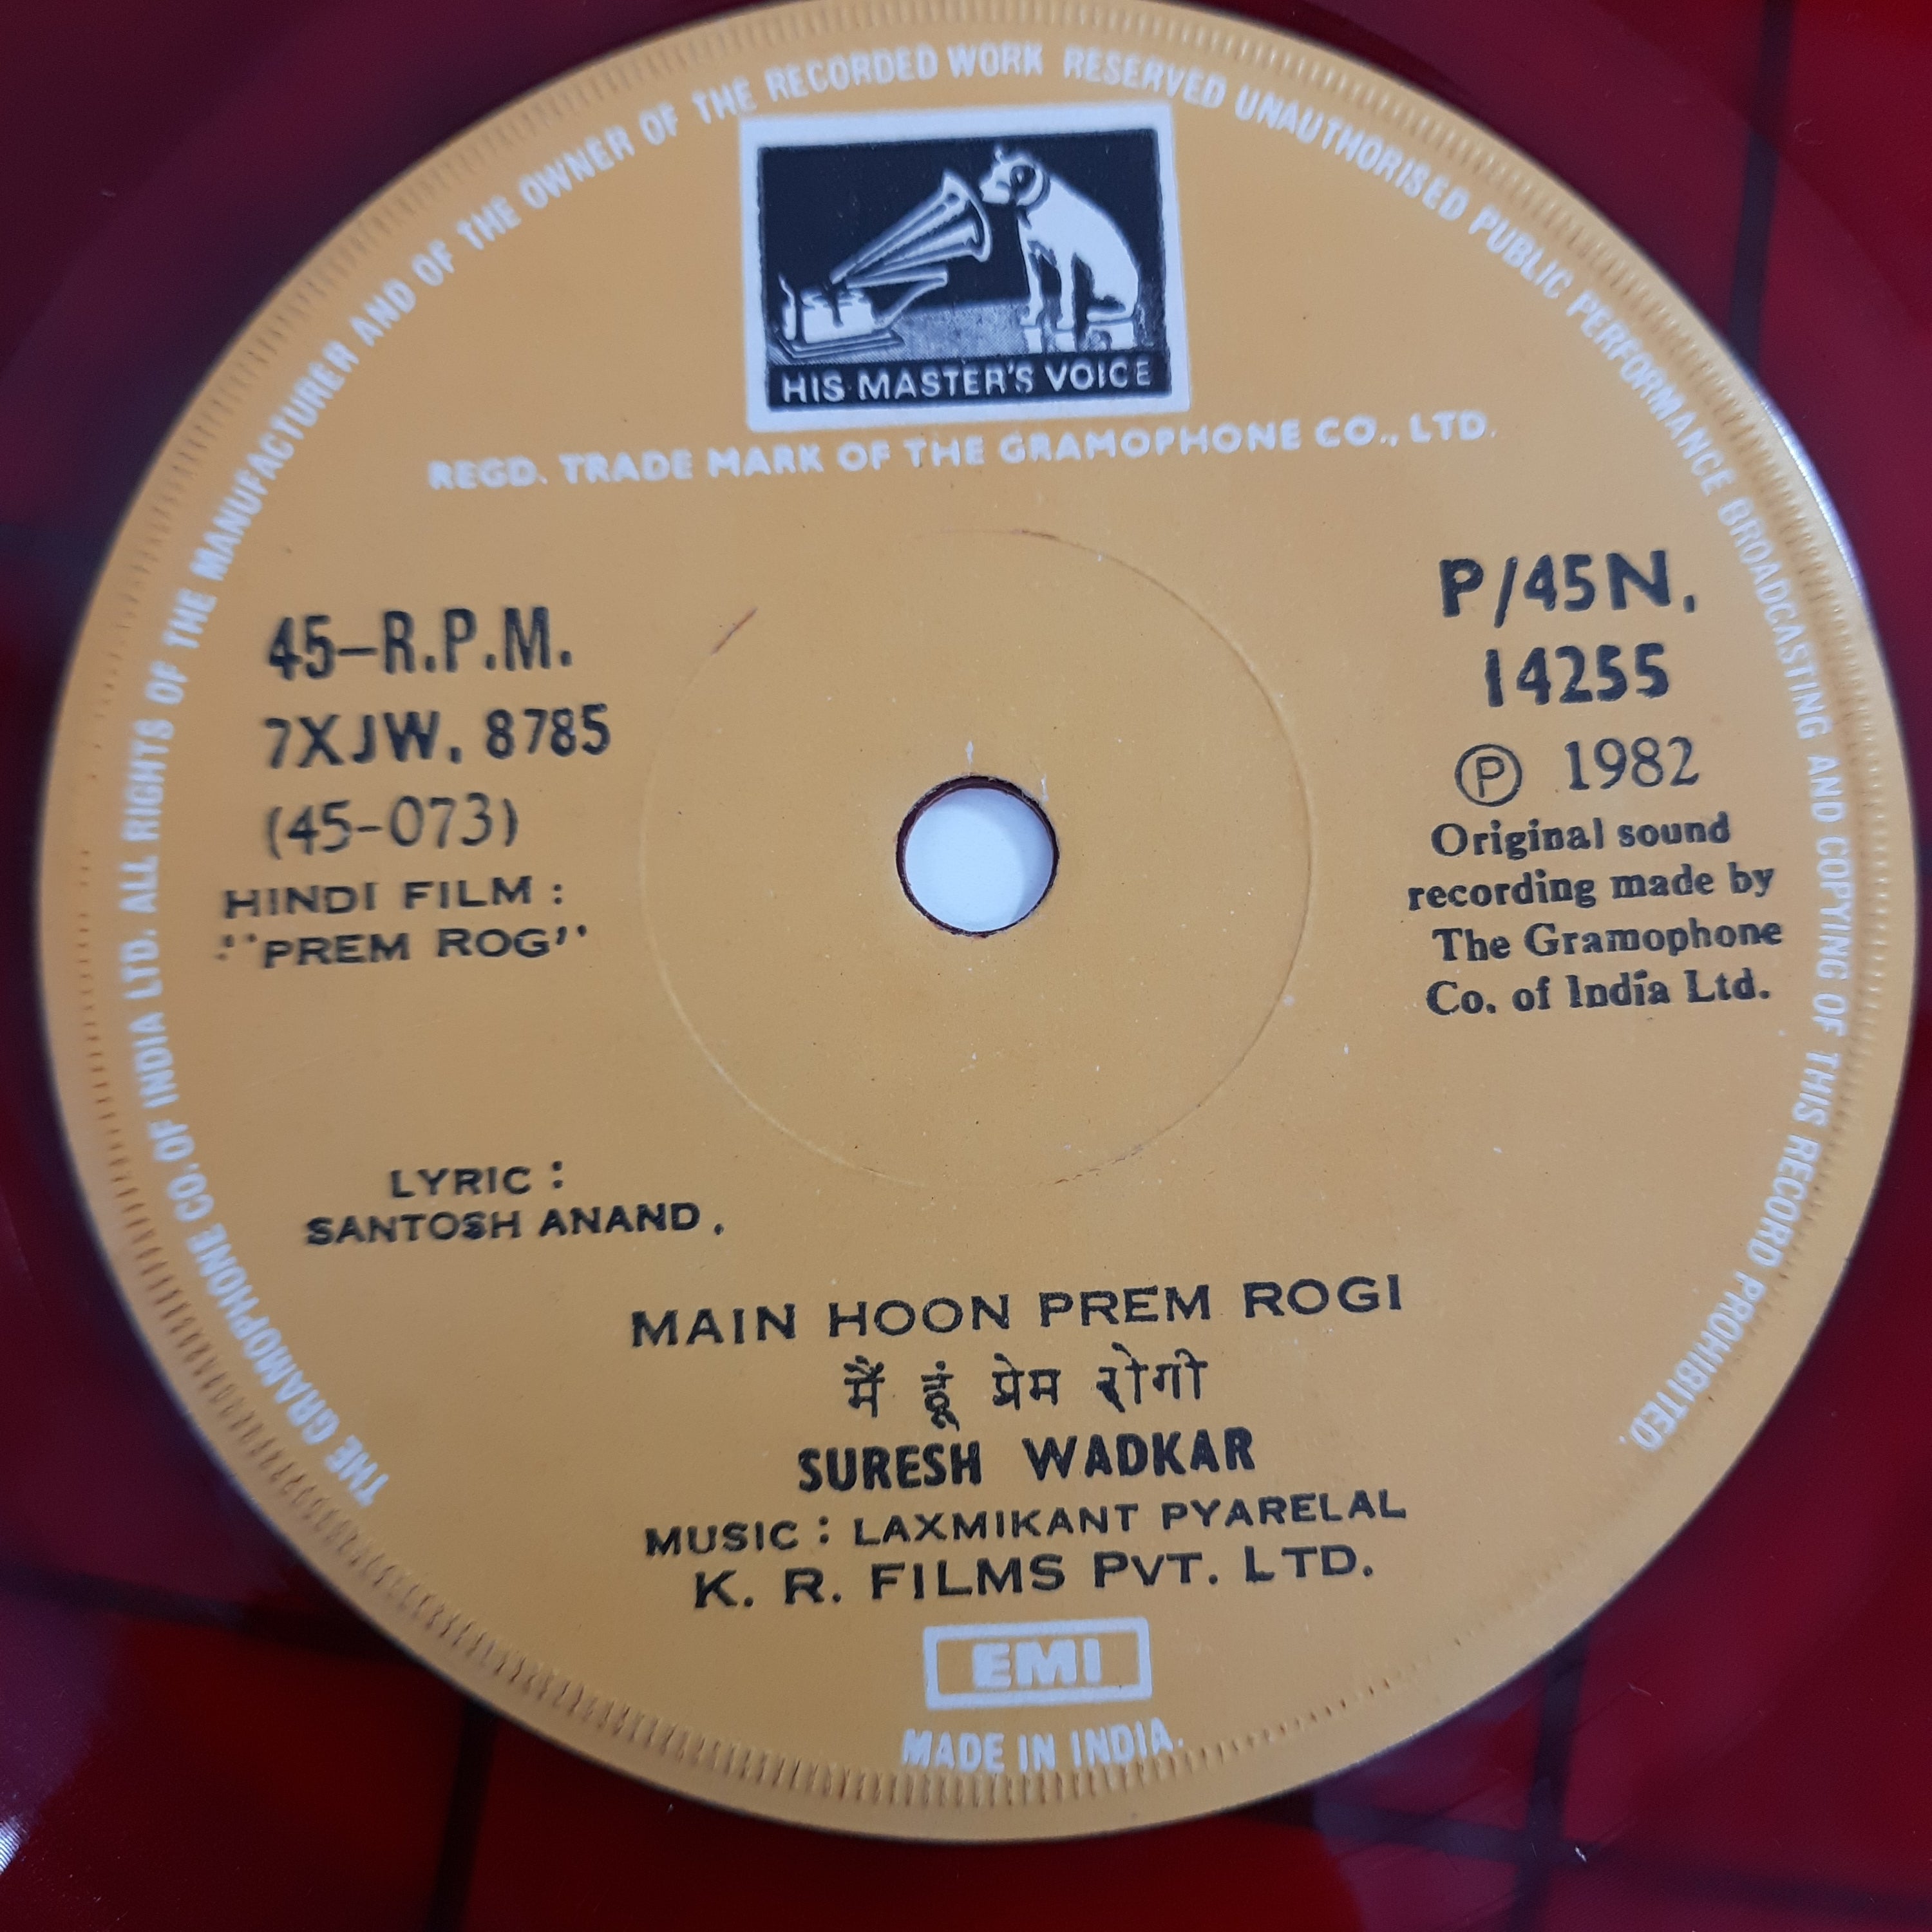 THE GRAMOPHONE CO. OF INDIA LTD. ALL RIGHTS OF THE MANUFACTURER AND OF THE OWNER OF THE RECORDED WORK RESERVED UNAUTHORISED PUBLIC PERFORMANCE BROADCASTING AND COPYING OF THIS RECORD PROHIBITED.
HIS MASTER'S VOICE
REGD. TRADE MARK OF THE GRAMOPHONE CO., LTD.
45-R.P.M.
7XJW. 8785
(45-073)
HINDI FILM :
"PREM ROG"
P/45N.
14255
Ⓟ 1982
Original sound
recording made by
The Gramophone
Co. of India Ltd.
LYRIC :
SANTOSH ANAND.
MAIN HOON PREM ROGI
मैं हूं प्रेम रोगी
SURESH WADKAR
MUSIC : LAXMIKANT PYARELAL
K. R. FILMS PVT. LTD.
EMI
MADE IN INDIA.